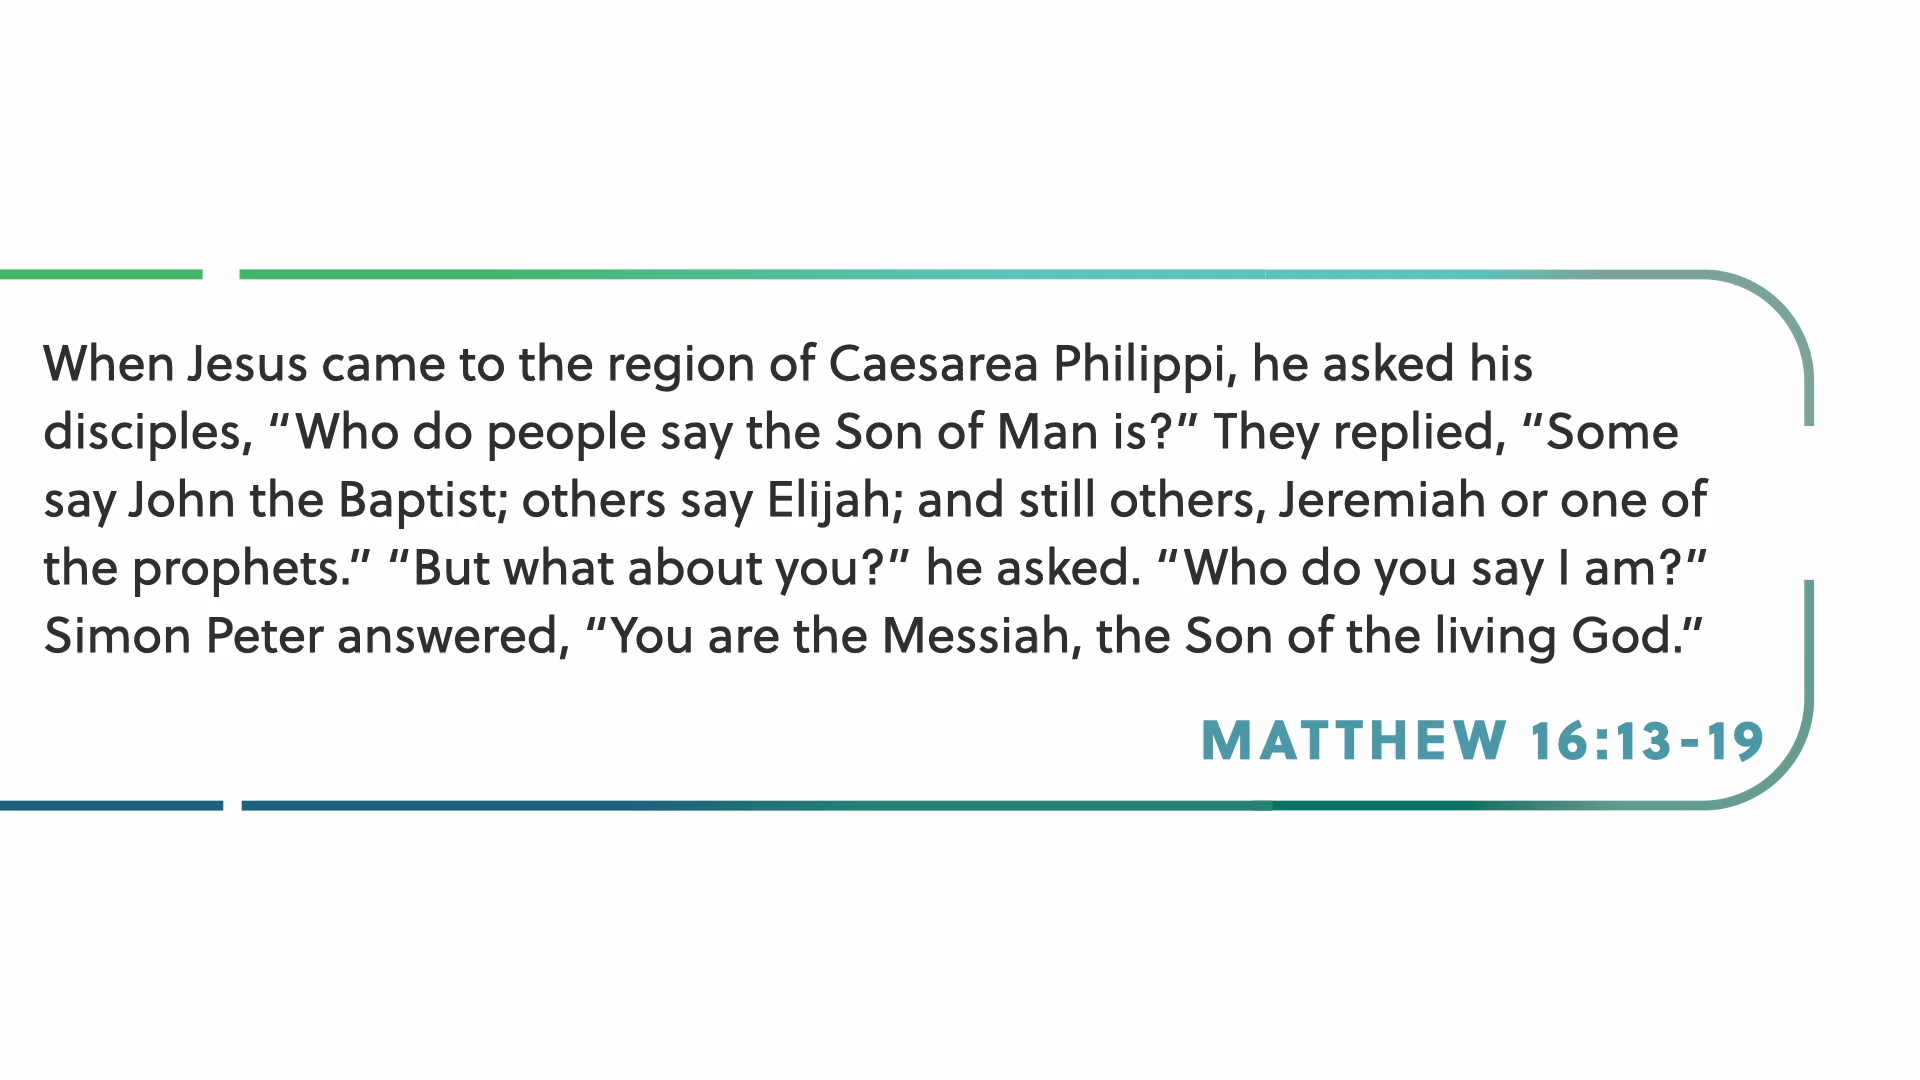 When Jesus came to the region of Caesarea Philippi, he asked his
disciples, “Who do people say the Son of Man is?” They replied, “Some
say John the Baptist; others say Elijah; and still others, Jeremiah or one of
the prophets.” “But what about you?” he asked. “Who do you say I am?”
Simon Peter answered, “You are the Messiah, the Son of the living God.”
MATTHEW 16:13-19